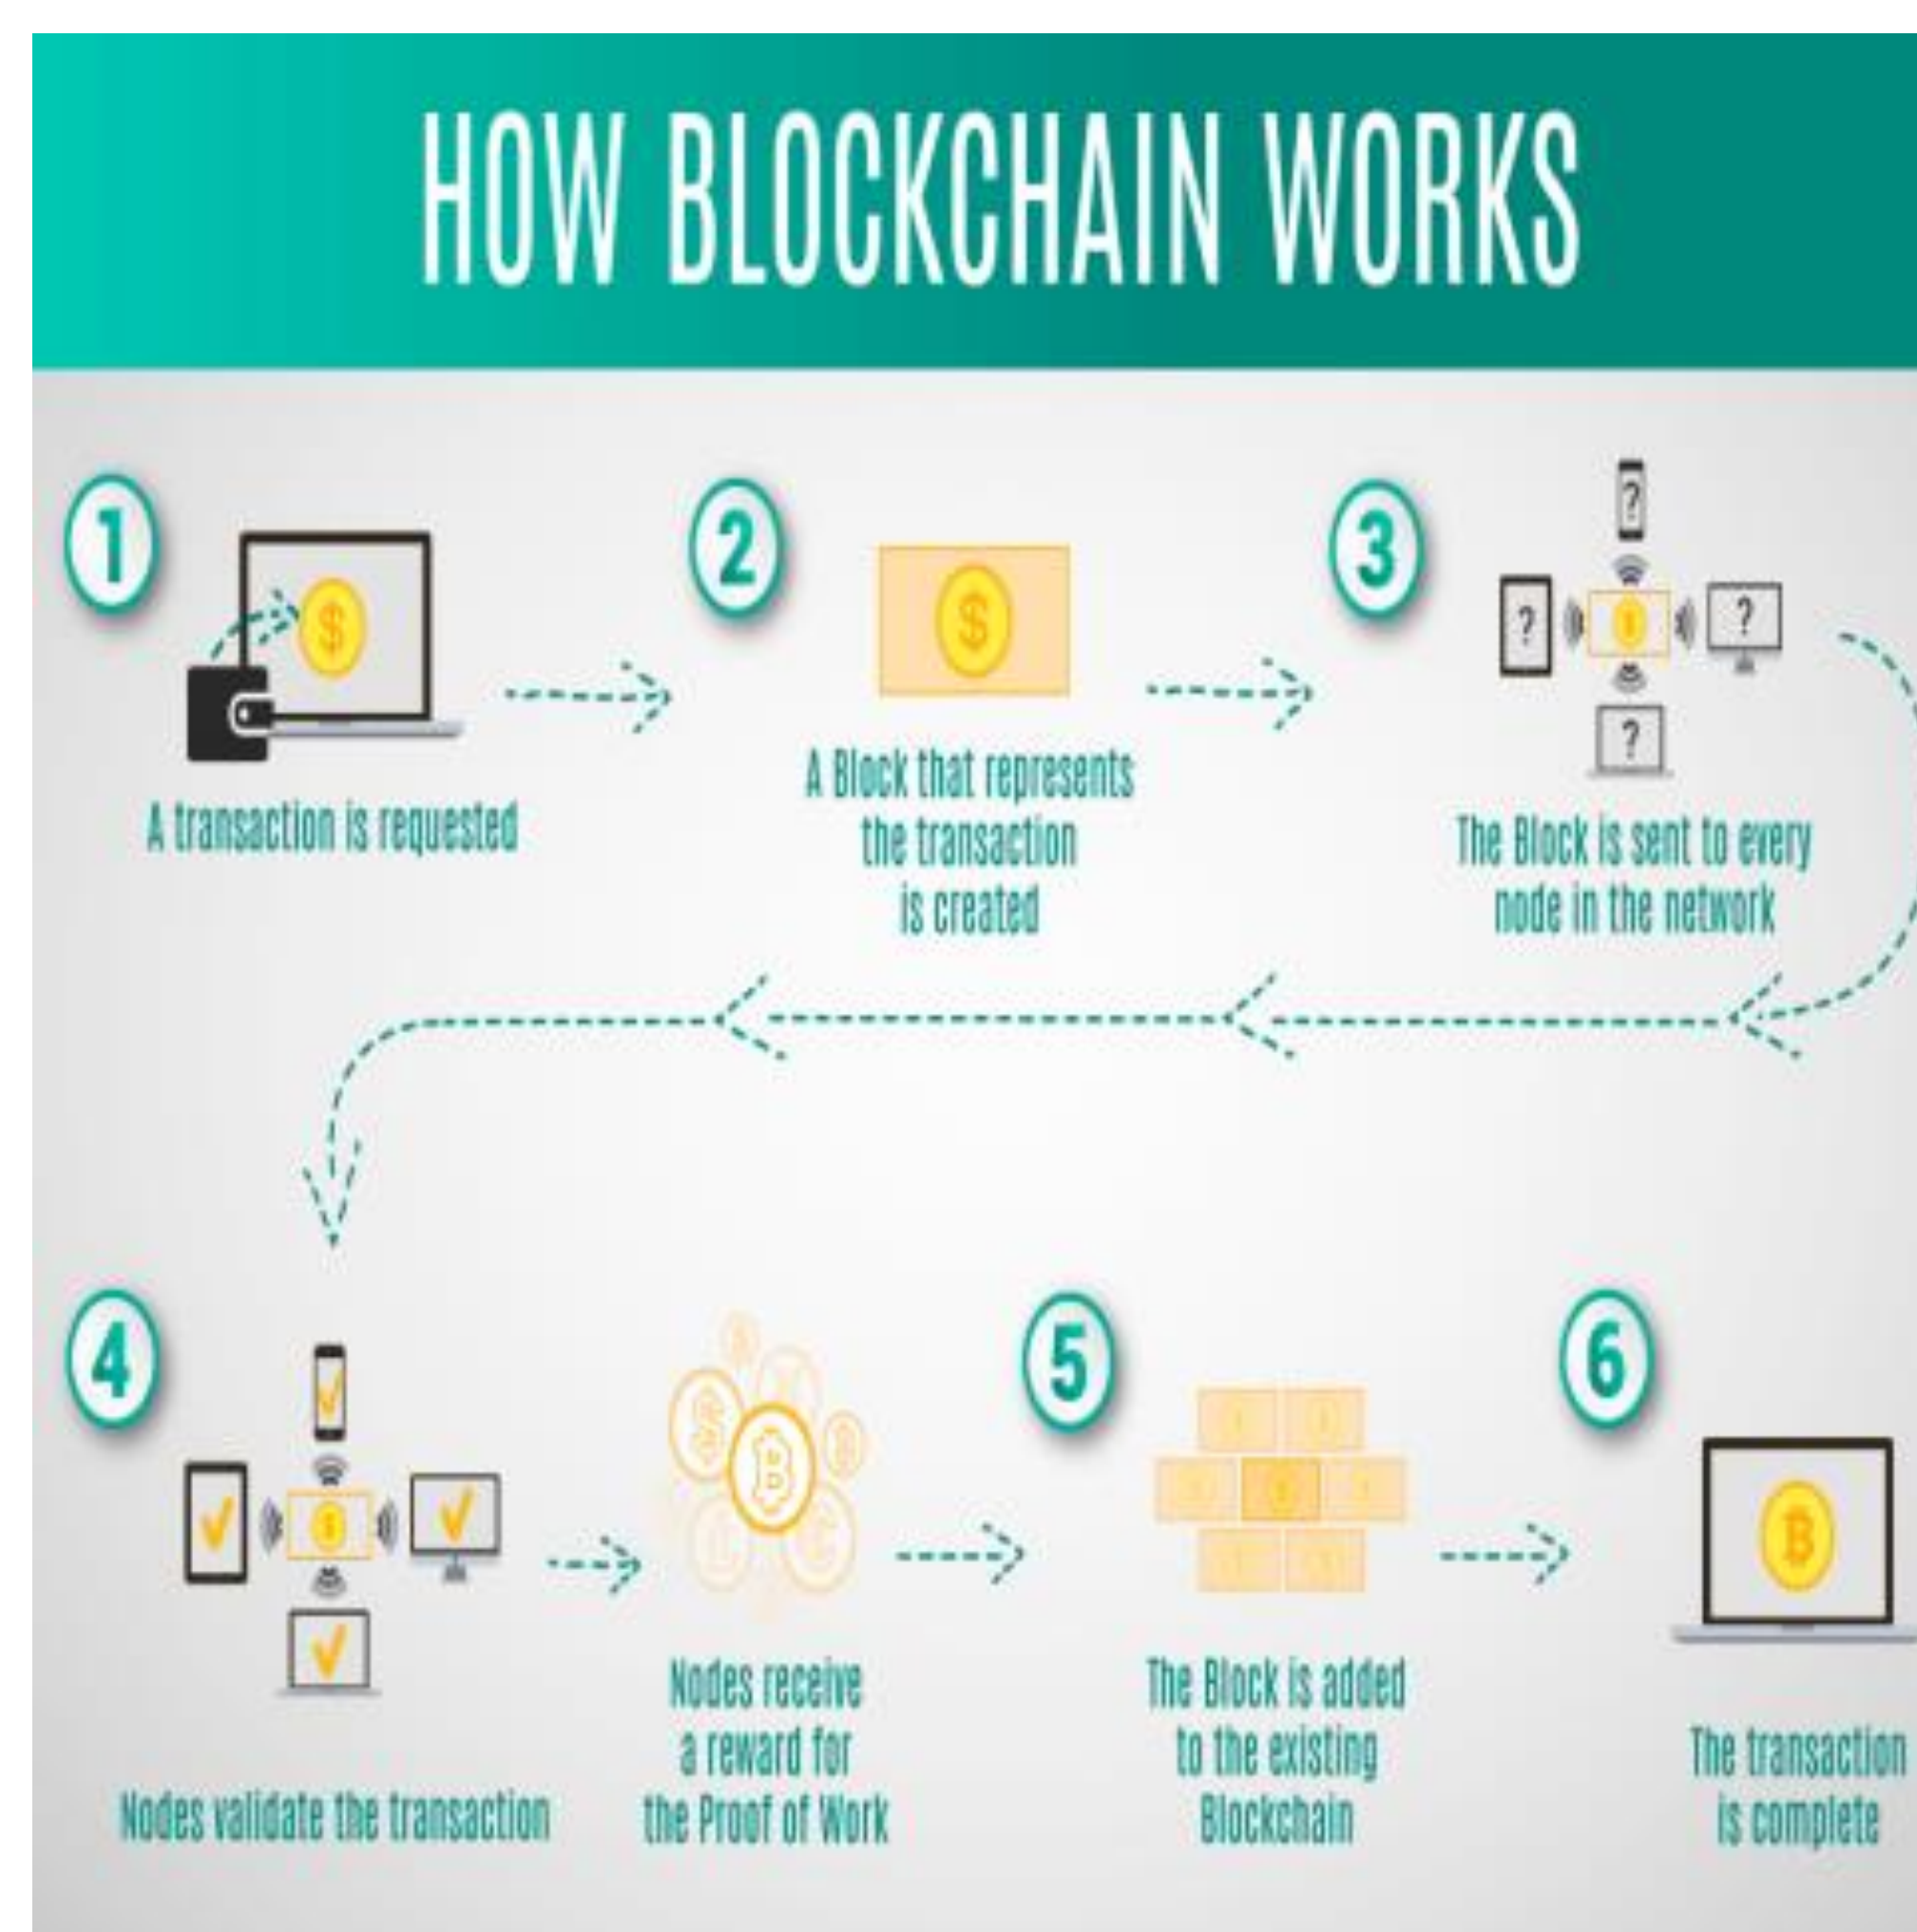 HOW BLOCKCHAIN WORKS
1
$
A transaction is requested
2
$
A Block that represents
the transaction
is created
3
?
?
?
?
The Block is sent to every
node in the network
4
Nodes validate the transaction
Nodes receive
a reward for
the Proof of Work
5
The Block is added
to the existing
Blockchain
6
The transaction
is complete